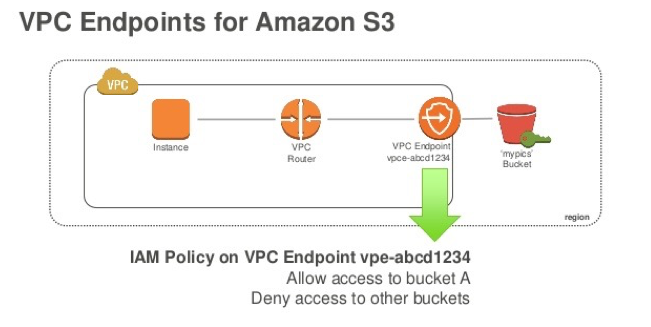 VPC Endpoints for Amazon S3
VPC
Instance
VPC
Router
VPC Endpoint
vpce-abcd1234
'mypics'
Bucket
region
IAM Policy on VPC Endpoint vpe-abcd1234
Allow access to bucket A
Deny access to other buckets